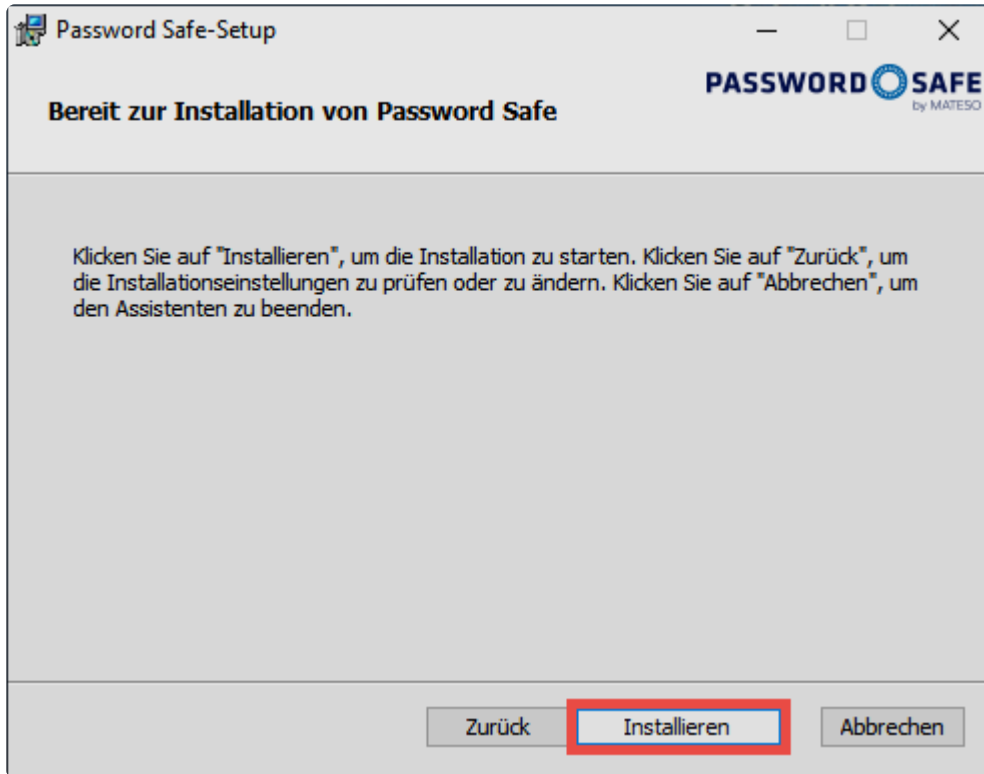 Password Safe-Setup
PASSWORD SAFE
by MATESO
Bereit zur Installation von Password Safe
Klicken Sie auf "Installieren", um die Installation zu starten. Klicken Sie auf "Zurück", um
die Installationseinstellungen zu prüfen oder zu ändern. Klicken Sie auf "Abbrechen", um
den Assistenten zu beenden.
Zurück
Installieren
Abbrechen